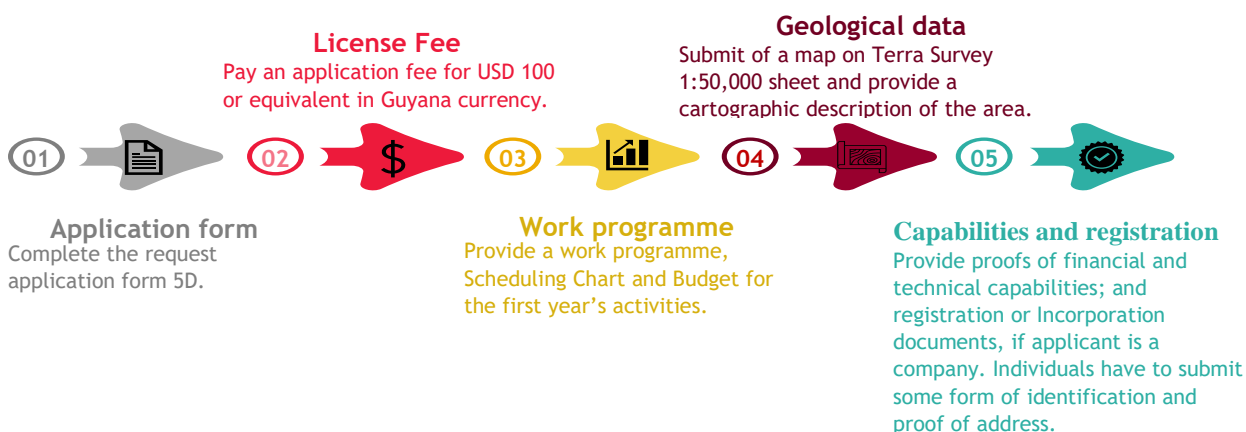 01
Application form
Complete the request
application form 5D.
02
License Fee
Pay an application fee for USD 100
or equivalent in Guyana currency.
$
03
Work programme
Provide a work programme,
Scheduling Chart and Budget for
the first year’s activities.
04
Geological data
Submit of a map on Terra Survey
1:50,000 sheet and provide a
cartographic description of the area.
05
Capabilities and registration
Provide proofs of financial and
technical capabilities; and
registration or Incorporation
documents, if applicant is a
company. Individuals have to submit
some form of identification and
proof of address.